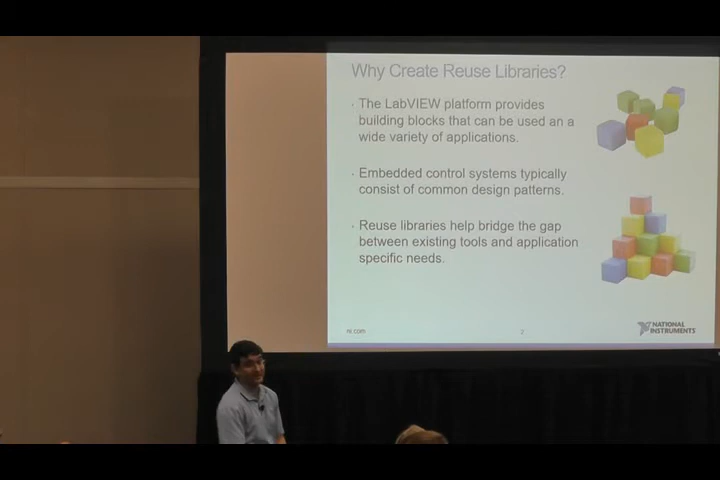 Why Create Reuse Libraries?
· The LabVIEW platform provides
building blocks that can be used an a
wide variety of applications.
· Embedded control systems typically
consist of common design patterns.
· Reuse libraries help bridge the gap
between existing tools and application
specific needs.
ni.com
2
NATIONAL
INSTRUMENTS